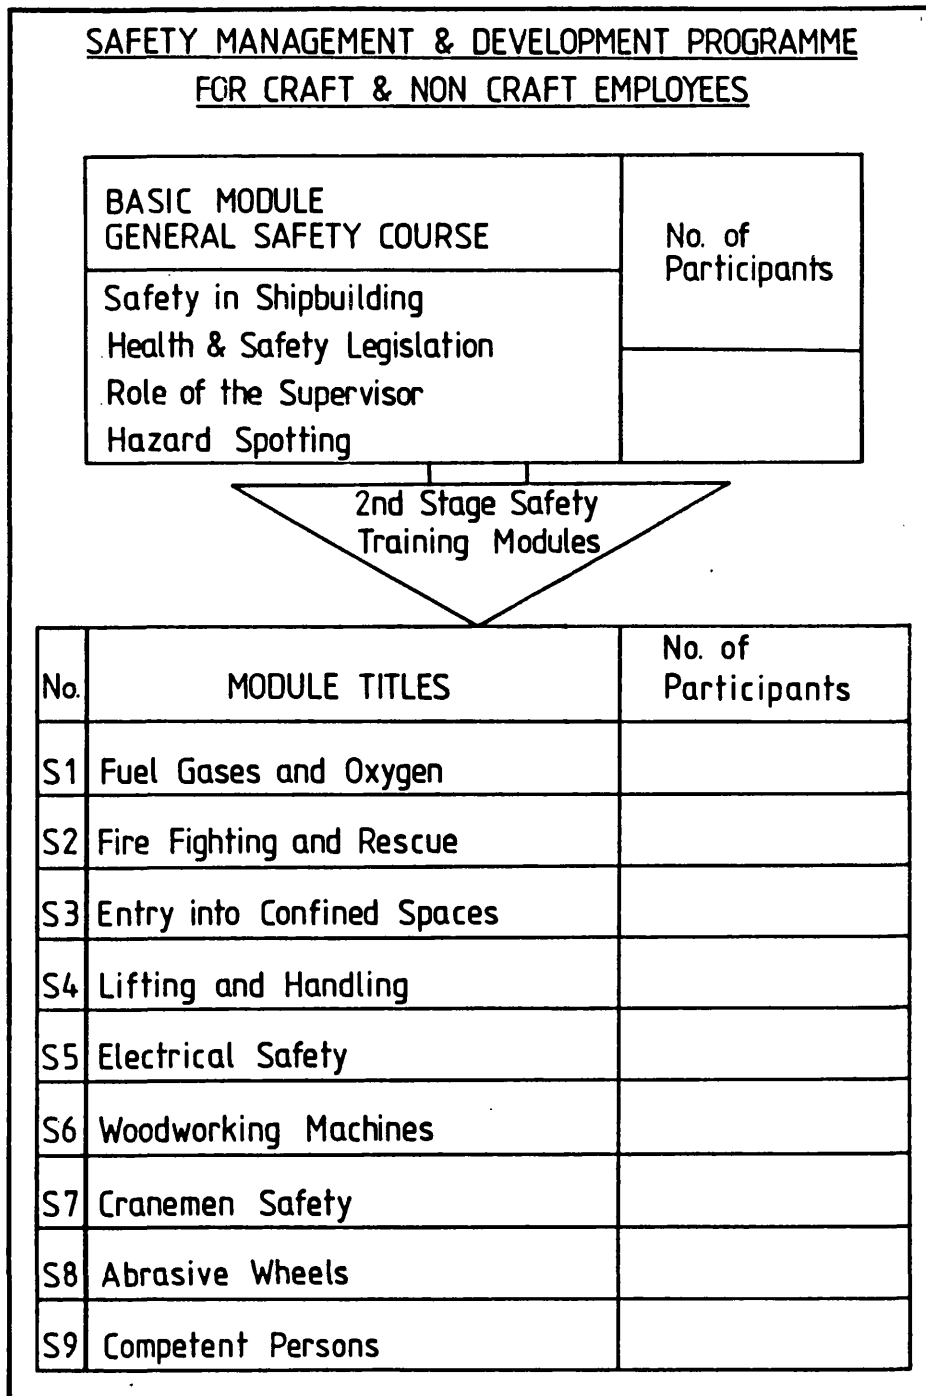 SAFETY MANAGEMENT & DEVELOPMENT PROGRAMME
FOR CRAFT & NON CRAFT EMPLOYEES
BASIC MODULE
GENERAL SAFETY COURSE
No. of
Participants
Safety in Shipbuilding
Health & Safety Legislation
Role of the Supervisor
Hazard Spotting
2nd Stage Safety
Training Modules
No. MODULE TITLES No. of Participants
S1 Fuel Gases and Oxygen
S2 Fire Fighting and Rescue
S3 Entry into Confined Spaces
S4 Lifting and Handling
S5 Electrical Safety
S6 Woodworking Machines
S7 Cranemen Safety
S8 Abrasive Wheels
S9 Competent Persons